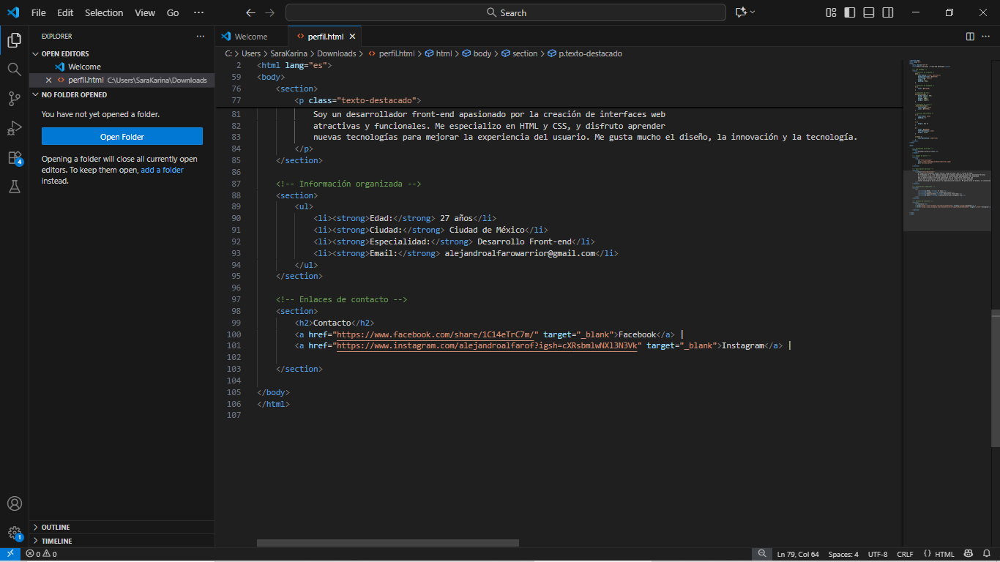 File Edit Selection View Go ··· Search
EXPLORER ···
OPEN EDITORS
Welcome
perfil.html C:\Users\SaraKarina\Downloads
NO FOLDER OPENED
You have not yet opened a folder.
Open Folder
Opening a folder will close all currently open
editors. To keep them open, add a folder
instead.
4
1
OUTLINE
TIMELINE
Welcome perfil.html
C: > Users > SaraKarina > Downloads > perfil.html > html > body > section > p.texto-destacado
2 <html lang="es">
59 <body>
76 <section>
77 <p class="texto-destacado">
81 Soy un desarrollador front-end apasionado por la creación de interfaces web
82 atractivas y funcionales. Me especializo en HTML y CSS, y disfruto aprender
83 nuevas tecnologías para mejorar la experiencia del usuario. Me gusta mucho el diseño, la innovación y la tecnología.
84 </p>
85 </section>
86
87 <!-- Información organizada -->
88 <section>
89 <ul>
90 <li><strong>Edad:</strong> 27 años</li>
91 <li><strong>Ciudad:</strong> Ciudad de México</li>
92 <li><strong>Especialidad:</strong> Desarrollo Front-end</li>
93 <li><strong>Email:</strong> alejandroalfarowarrior@gmail.com</li>
94 </ul>
95 </section>
96
97 <!-- Enlaces de contacto -->
98 <section>
99 <h2>Contacto</h2>
100 <a href="https://www.facebook.com/share/1C14eTrC7m/" target="_blank">Facebook</a> |
101 <a href="https://www.instagram.com/alejandroalfarof?igsh=cXRsbmlwNXl3N3Vk" target="_blank">Instagram</a> |
102
103 </section>
104
105 </body>
106 </html>
107
0 0 Ln 79, Col 64 Spaces: 4 UTF-8 CRLF {} HTML